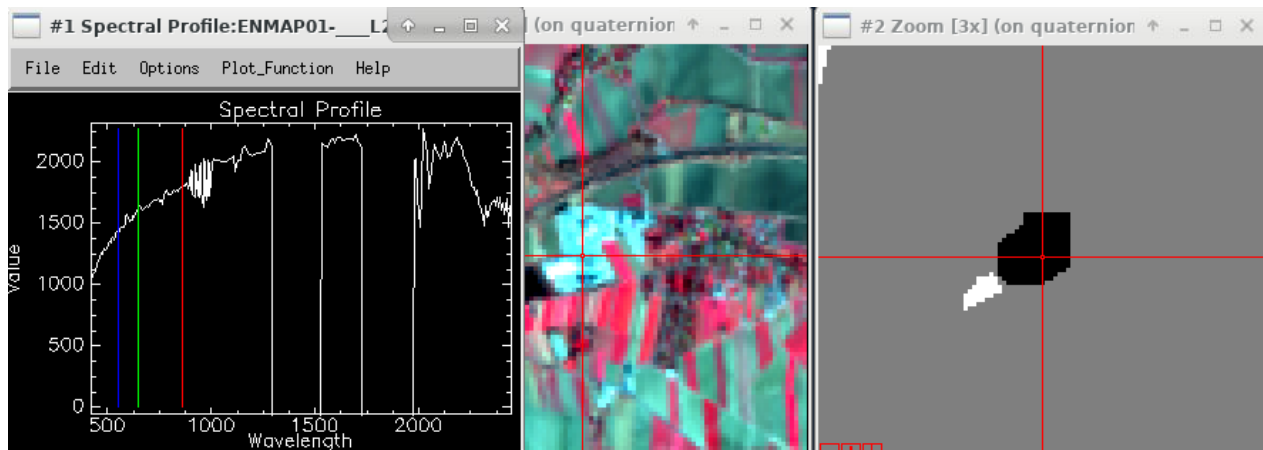 #1 Spectral Profile:ENMAP01-___L2
] (on quaternion
#2 Zoom [3x] (on quaternion
File Edit Options Plot_Function Help
Spectral Profile
2000
1500
1000
500
0
Value
500 1000 1500 2000
Wavelength